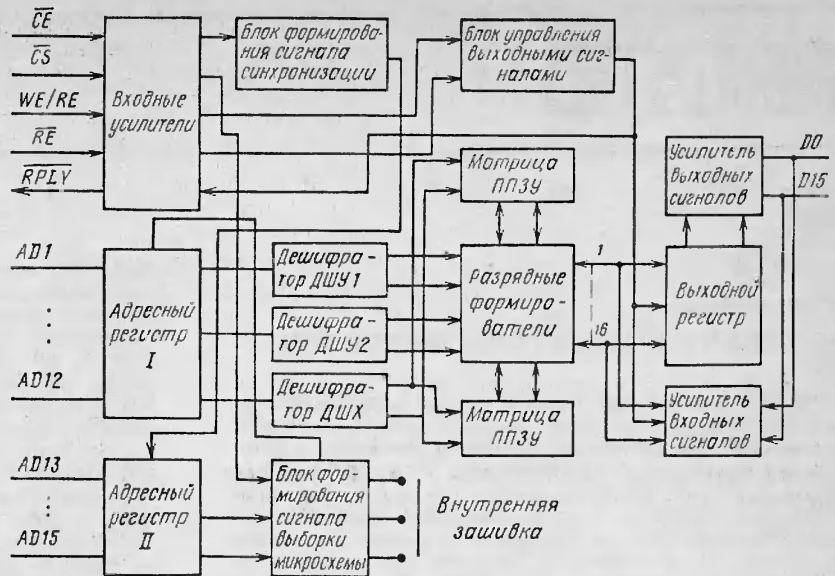 CE
CS
WE/RE
RE
RPLY
Входные
усилители
Блок формирова-
ния сигнала
синхронизации
Блок управления
выходными сиг-
налами
Матрица
ППЗУ
Усилитель
выходных
сигналов
D0
D15
AD1
AD12
Адресный
регистр
I
Дешифра-
тор ДШУ1
Дешифра-
тор ДШУ2
Дешифра-
тор ДШХ
Разрядные
формиро-
ватели
1
16
Выходной
регистр
Матрица
ППЗУ
Усилитель
входных
сигналов
AD13
AD15
Адресный
регистр
II
Блок фор-
мирования
сигнала
выборки
микросхемы
Внутренняя
зашивка